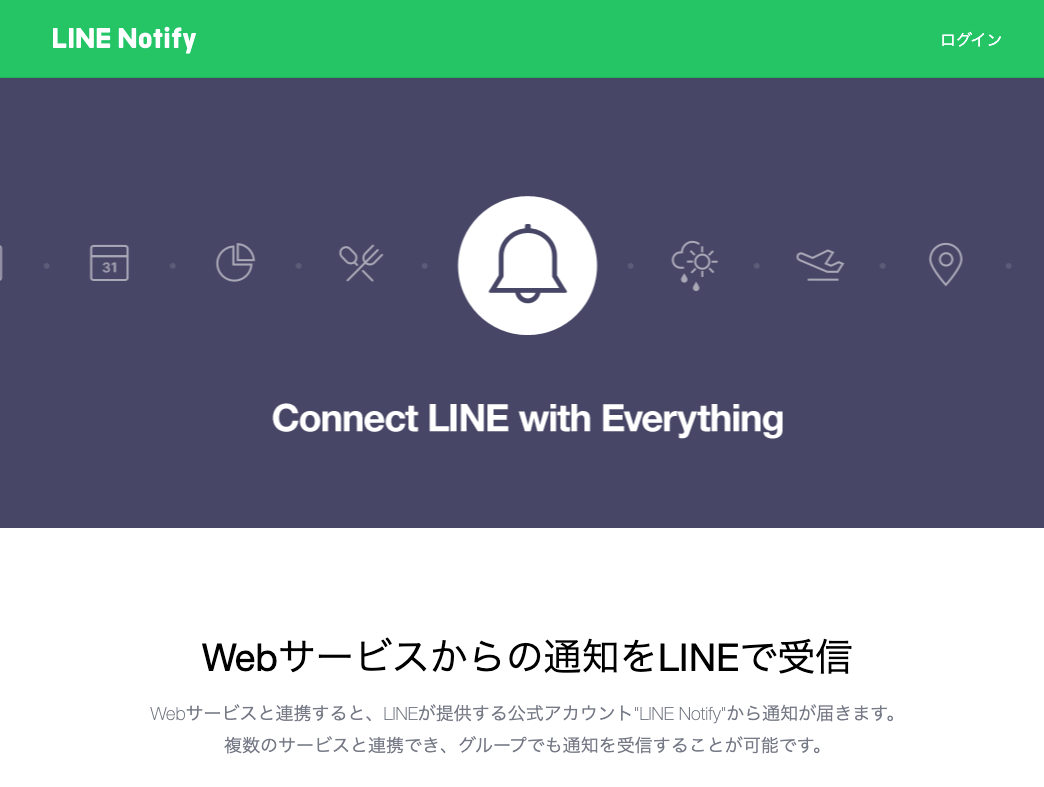 LINE Notify
ログイン
31
Connect LINE with Everything
Webサービスからの通知をLINEで受信
Webサービスと連携すると、LINEが提供する公式アカウント"LINE Notify"から通知が届きます。
複数のサービスと連携でき、グループでも通知を受信することが可能です。